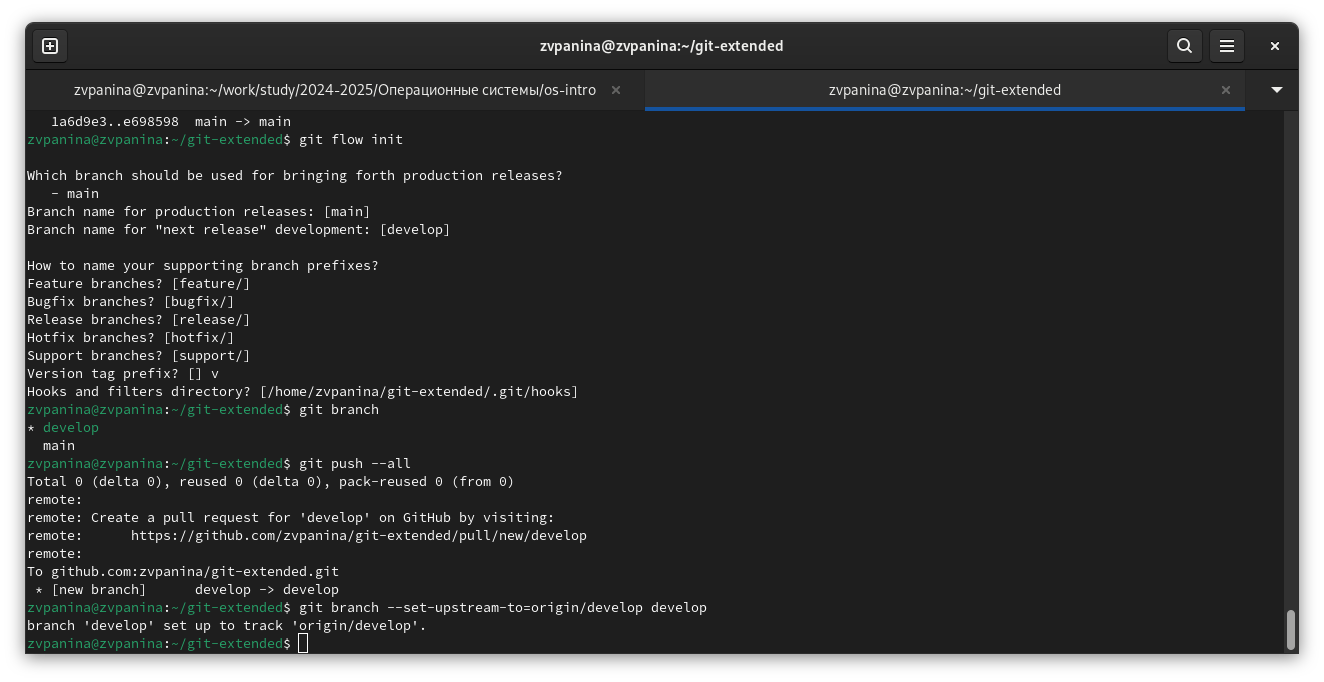 zvpanina@zvpanina:~/git-extended
zvpanina@zvpanina:~/work/study/2024-2025/Операционные системы/os-intro
zvpanina@zvpanina:~/git-extended
   1a6d9e3..e698598  main -> main
zvpanina@zvpanina:~/git-extended$ git flow init

Which branch should be used for bringing forth production releases?
   - main
Branch name for production releases: [main]
Branch name for "next release" development: [develop]

How to name your supporting branch prefixes?
Feature branches? [feature/]
Bugfix branches? [bugfix/]
Release branches? [release/]
Hotfix branches? [hotfix/]
Support branches? [support/]
Version tag prefix? [] v
Hooks and filters directory? [/home/zvpanina/git-extended/.git/hooks]
zvpanina@zvpanina:~/git-extended$ git branch
* develop
  main
zvpanina@zvpanina:~/git-extended$ git push --all
Total 0 (delta 0), reused 0 (delta 0), pack-reused 0 (from 0)
remote:
remote: Create a pull request for 'develop' on GitHub by visiting:
remote:      https://github.com/zvpanina/git-extended/pull/new/develop
remote:
To github.com:zvpanina/git-extended.git
 * [new branch]      develop -> develop
zvpanina@zvpanina:~/git-extended$ git branch --set-upstream-to=origin/develop develop
branch 'develop' set up to track 'origin/develop'.
zvpanina@zvpanina:~/git-extended$